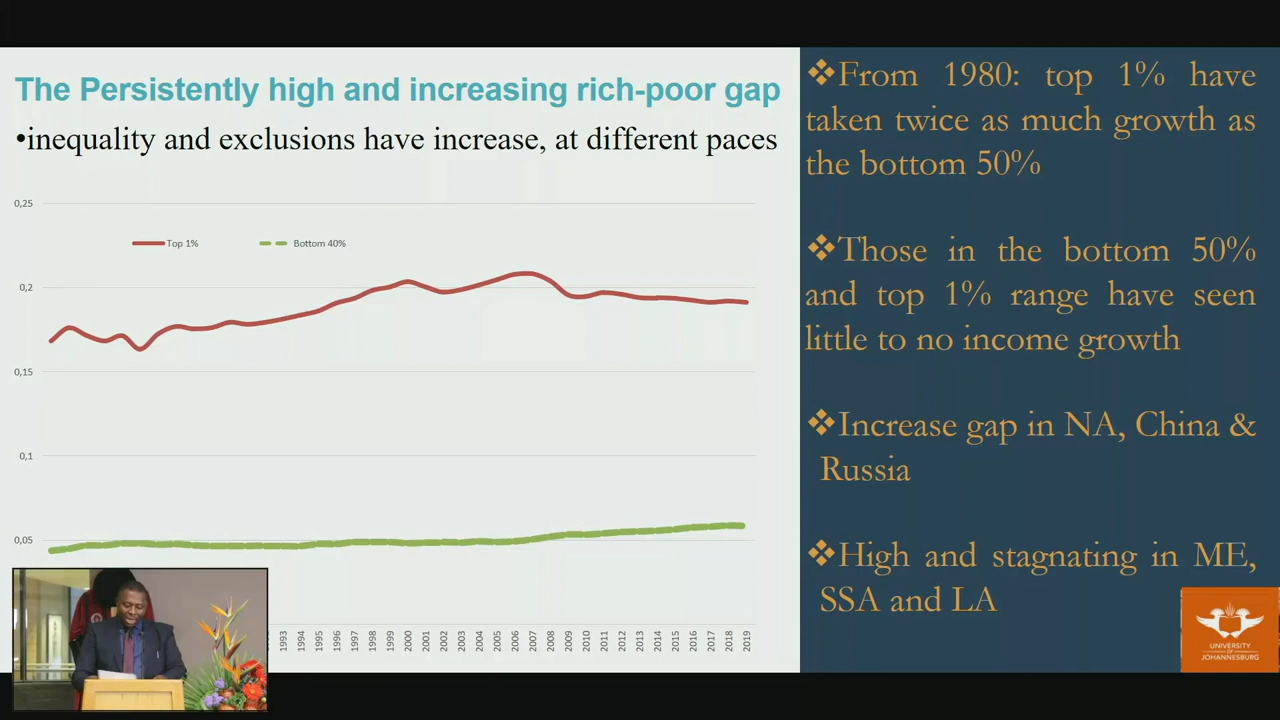 The Persistently high and increasing rich-poor gap
•inequality and exclusions have increase, at different paces
0,25
Top 1%
Bottom 40%
0,2
0,15
0,1
0,05
1993
1994
1995
1996
1997
1998
1999
2000
2001
2002
2003
2004
2005
2006
2007
2008
2009
2010
2011
2012
2013
2014
2015
2016
2017
2018
2019
❖From 1980: top 1% have
taken twice as much growth as
the bottom 50%
❖Those in the bottom 50%
and top 1% range have seen
little to no income growth
❖Increase gap in NA, China &
Russia
❖High and stagnating in ME,
SSA and LA
UNIVERSITY
OF
JOHANNESBURG